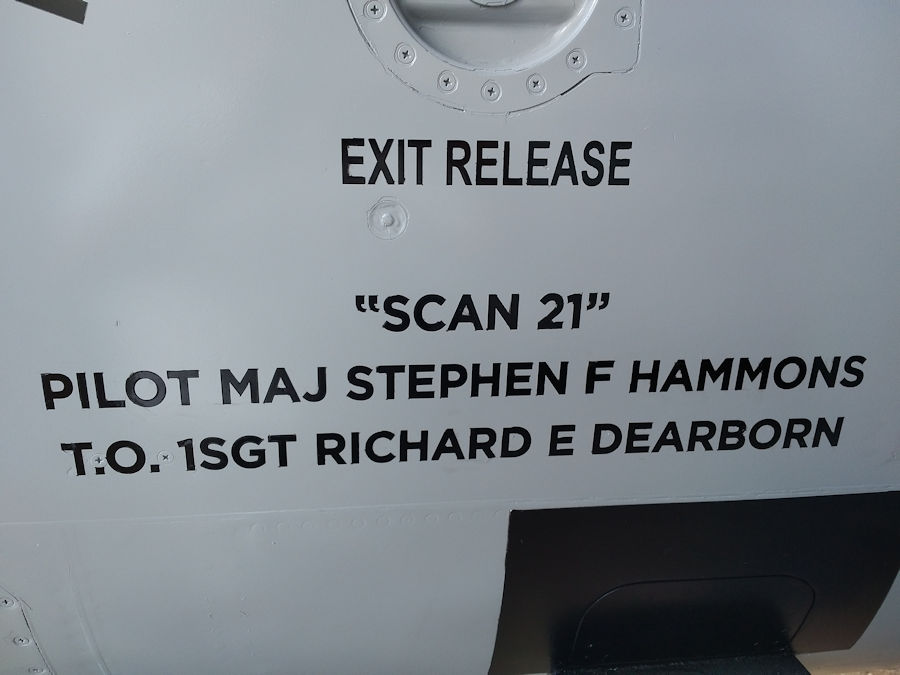 EXIT RELEASE
“SCAN 21”
PILOT MAJ STEPHEN F HAMMONS
T.O. 1SGT RICHARD E DEARBORN